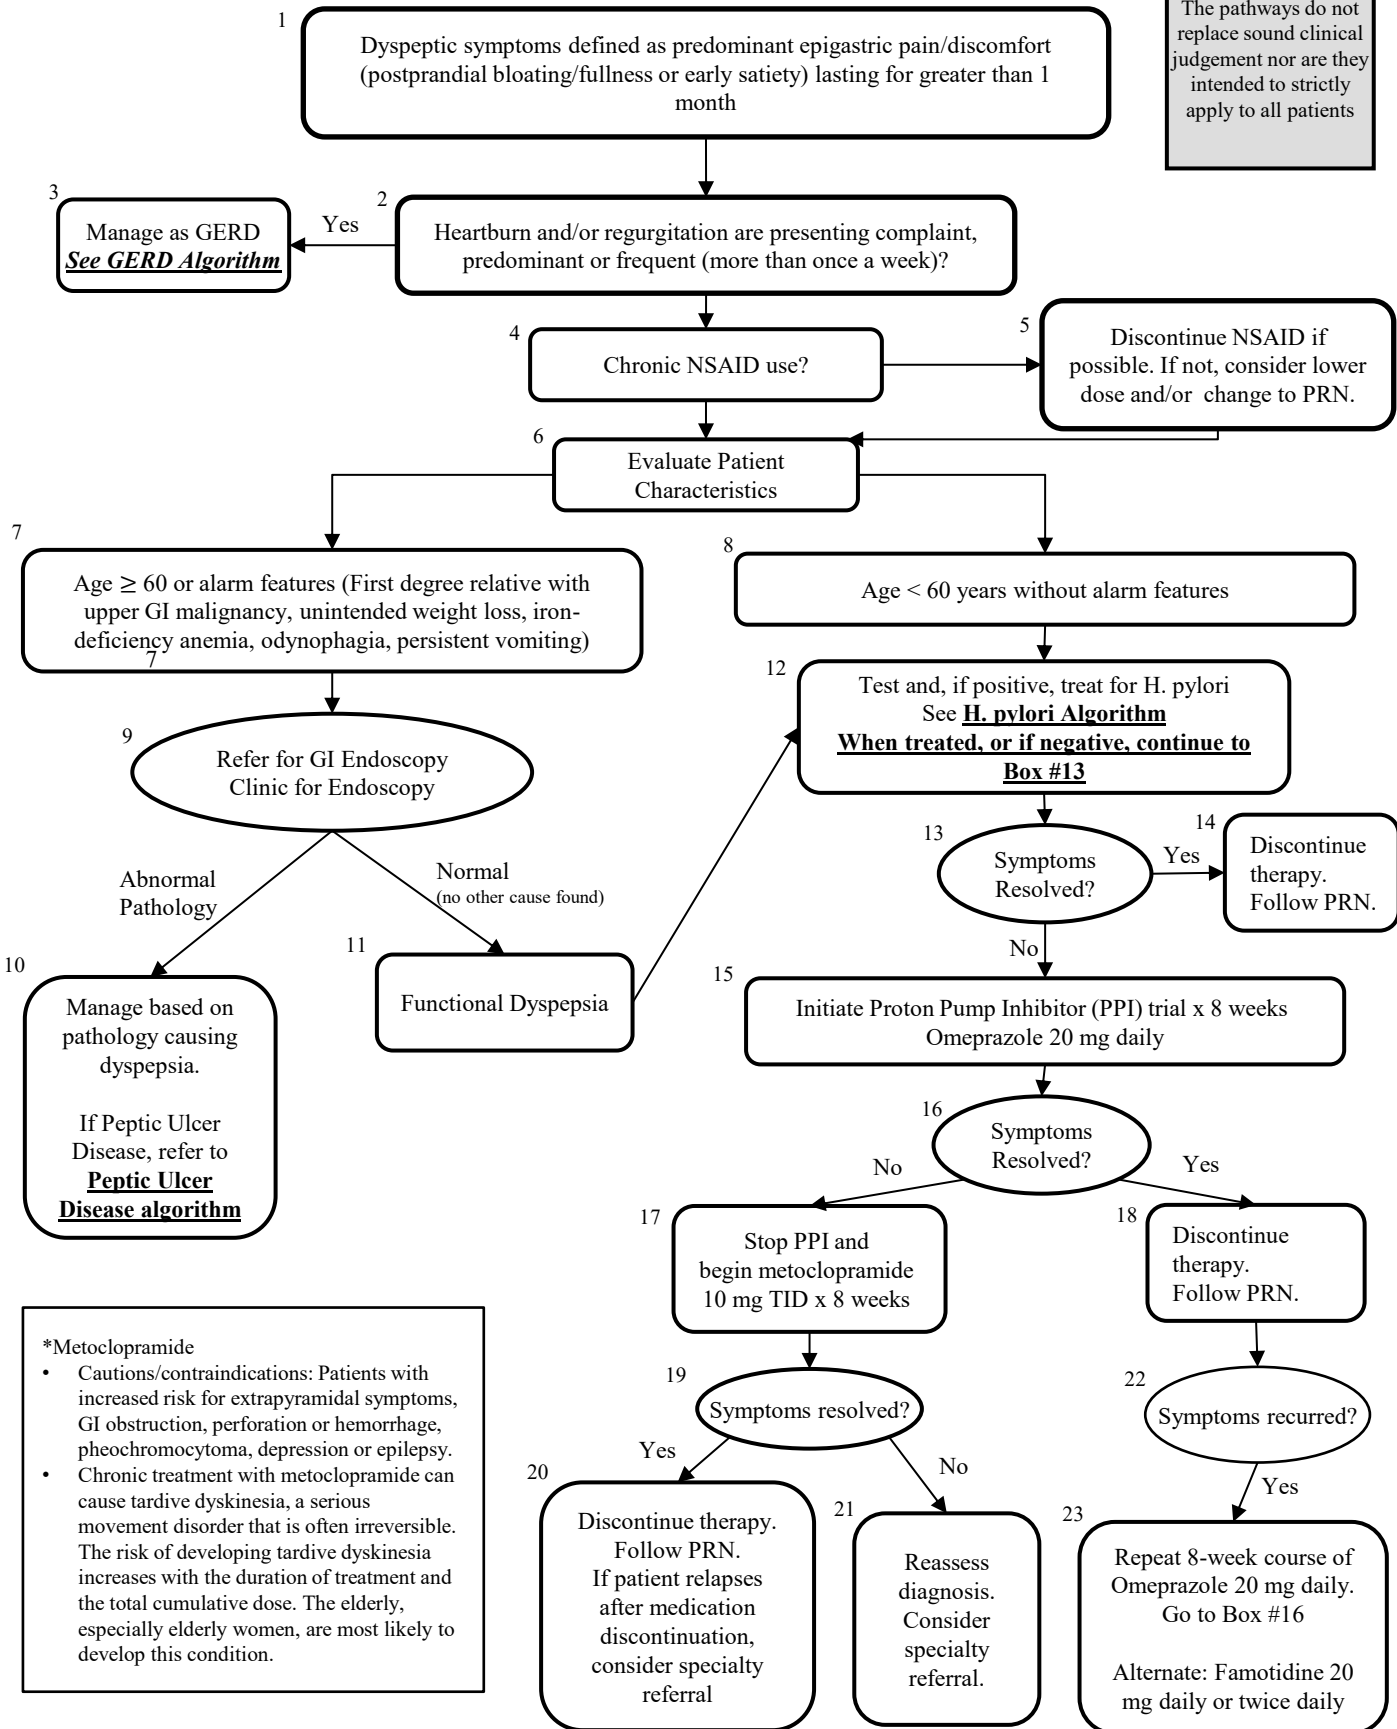 The pathways do not
replace sound clinical
judgement nor are they
intended to strictly
apply to all patients
1
Dyspeptic symptoms defined as predominant epigastric pain/discomfort
(postprandial bloating/fullness or early satiety) lasting for greater than 1
month
3
Manage as GERD
See GERD Algorithm
Yes
2
Heartburn and/or regurgitation are presenting complaint,
predominant or frequent (more than once a week)?
4
Chronic NSAID use?
5
Discontinue NSAID if
possible. If not, consider lower
dose and/or change to PRN.
6
Evaluate Patient
Characteristics
7
Age ≥ 60 or alarm features (First degree relative with
upper GI malignancy, unintended weight loss, iron-
deficiency anemia, odynophagia, persistent vomiting)
7
8
Age < 60 years without alarm features
9
Refer for GI Endoscopy
Clinic for Endoscopy
12
Test and, if positive, treat for H. pylori
See H. pylori Algorithm
When treated, or if negative, continue to
Box #13
Abnormal
Pathology
Normal
(no other cause found)
13
Symptoms
Resolved?
Yes
14
Discontinue
therapy.
Follow PRN.
No
10
Manage based on
pathology causing
dyspepsia.
If Peptic Ulcer
Disease, refer to
Peptic Ulcer
Disease algorithm
11
Functional Dyspepsia
15
Initiate Proton Pump Inhibitor (PPI) trial x 8 weeks
Omeprazole 20 mg daily
16
Symptoms
Resolved?
No
Yes
17
Stop PPI and
begin metoclopramide
10 mg TID x 8 weeks
18
Discontinue
therapy.
Follow PRN.
*Metoclopramide
• Cautions/contraindications: Patients with
increased risk for extrapyramidal symptoms,
GI obstruction, perforation or hemorrhage,
pheochromocytoma, depression or epilepsy.
• Chronic treatment with metoclopramide can
cause tardive dyskinesia, a serious
movement disorder that is often irreversible.
The risk of developing tardive dyskinesia
increases with the duration of treatment and
the total cumulative dose. The elderly,
especially elderly women, are most likely to
develop this condition.
19
Symptoms resolved?
Yes
No
22
Symptoms recurred?
Yes
20
Discontinue therapy.
Follow PRN.
If patient relapses
after medication
discontinuation,
consider specialty
referral
21
Reassess
diagnosis.
Consider
specialty
referral.
23
Repeat 8-week course of
Omeprazole 20 mg daily.
Go to Box #16
Alternate: Famotidine 20
mg daily or twice daily